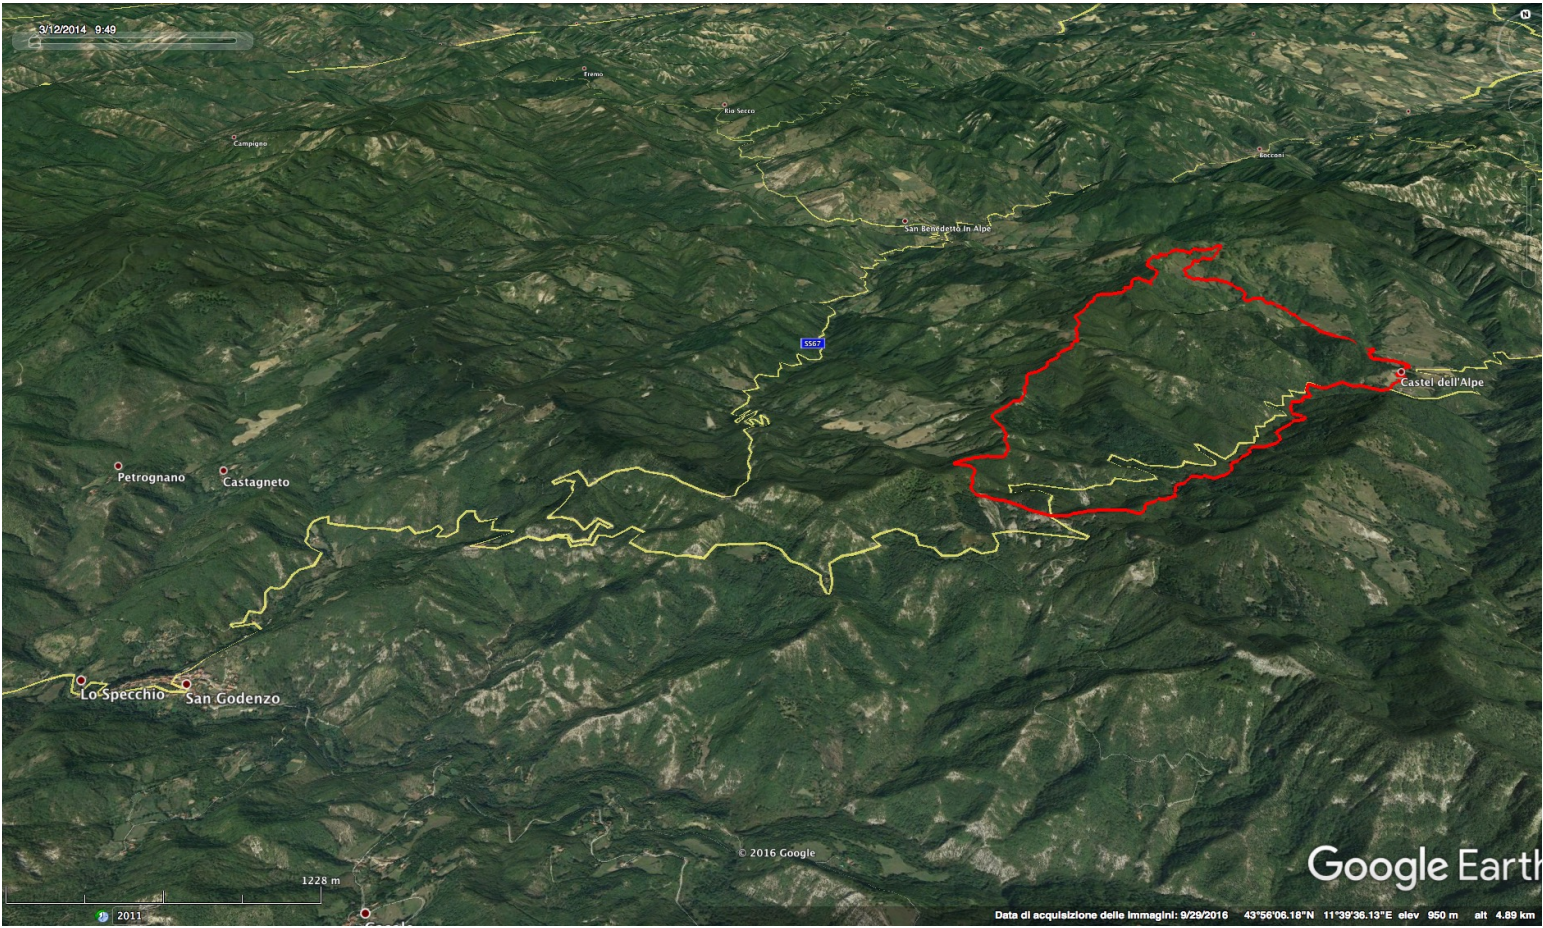 3/12/2014 9:49
Eremo
Rio Secco
Campigno
Bocconi
San Benedetto In Alpe
SS67
Castel dell'Alpe
Petrognano
Castagneto
Lo Specchio
San Godenzo
© 2016 Google
Google Earth
1228 m
2011
Data di acquisizione delle immagini: 9/29/2016 43°56'06.18"N 11°39'36.13"E elev 950 m alt 4.89 km